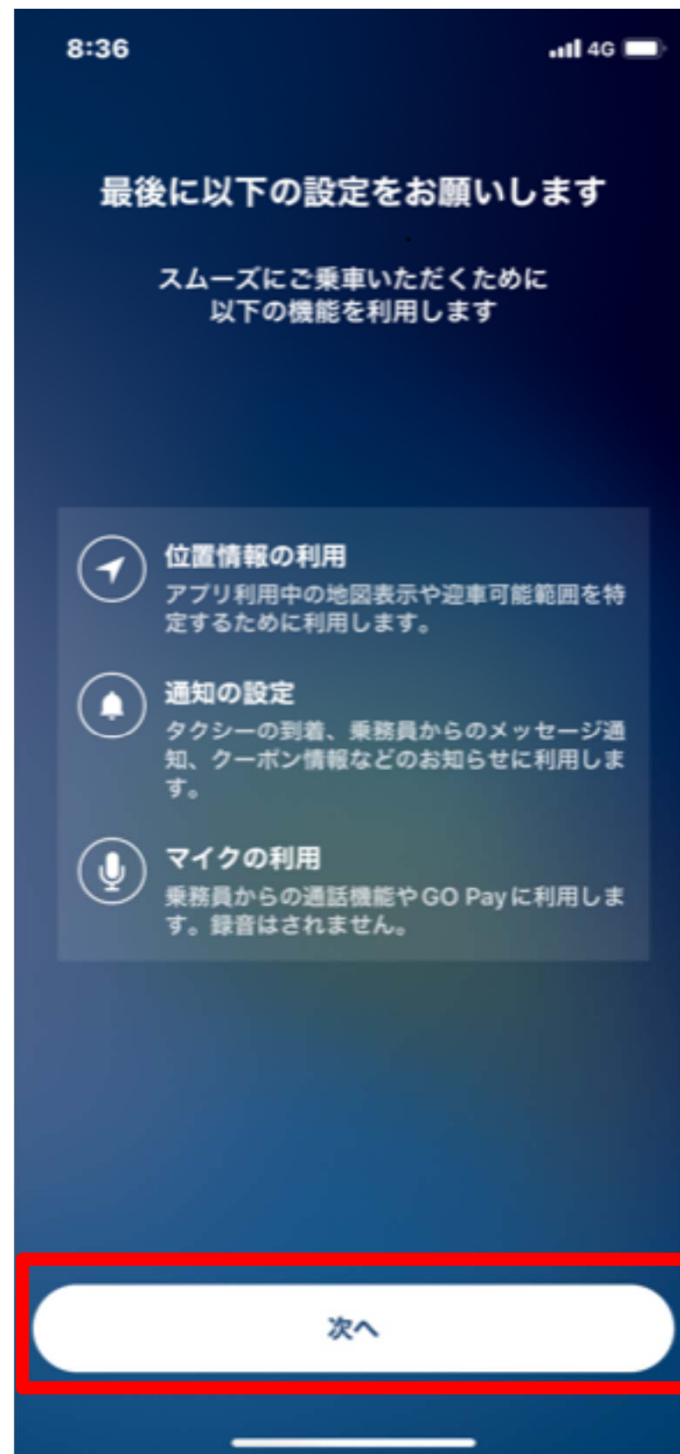 8:36
4G
最後に以下の設定をお願いします
スムーズにご乗車いただくために
以下の機能を利用します
位置情報の利用
アプリ利用中の地図表示や迎車可能範囲を特
定するために利用します。
通知の設定
タクシーの到着、乗務員からのメッセージ通
知、クーポン情報などのお知らせに利用しま
す。
マイクの利用
乗務員からの通話機能やGO Payに利用しま
す。録音はされません。
次へ